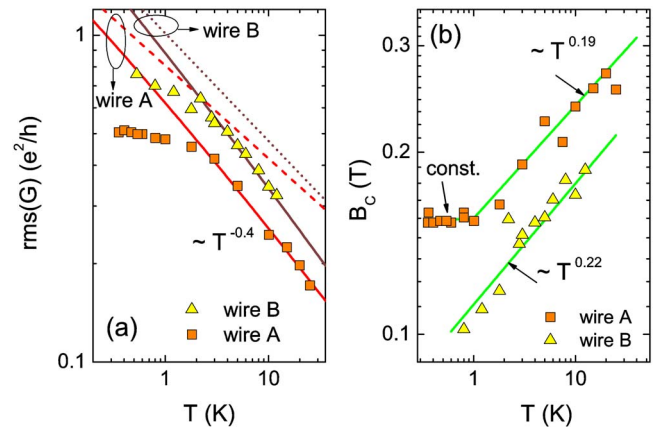 1
wire B
wire A
rms(G) (e²/h)
~ T^-0.4
(a)
wire B
wire A
0.1
1
10
T (K)
0.3
(b)
~ T^0.19
0.2
B_C (T)
const.
~ T^0.22
wire A
wire B
0.1
1
10
T (K)